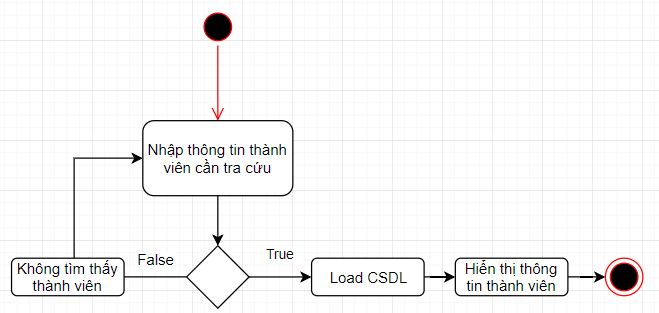 Nhập thông tin thành
viên cần tra cứu
False
True
Không tìm thấy
thành viên
Load CSDL
Hiển thị thông
tin thành viên